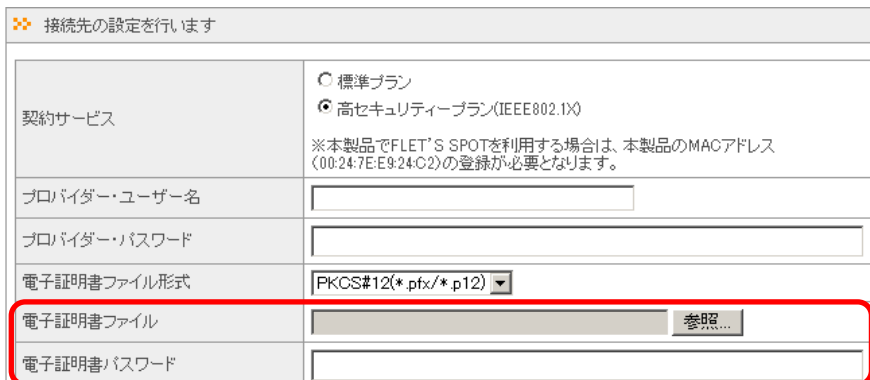 接続先の設定を行います
契約サービス
標準プラン
高セキュリティープラン(IEEE802.1X)
※本製品でFLET'S SPOTを利用する場合は、本製品のMACアドレス
(00:24:7E:E9:24:C2)の登録が必要となります。
プロバイダー・ユーザー名
プロバイダー・パスワード
電子証明書ファイル形式
PKCS#12(*.pfx/*.p12)
電子証明書ファイル
参照...
電子証明書パスワード